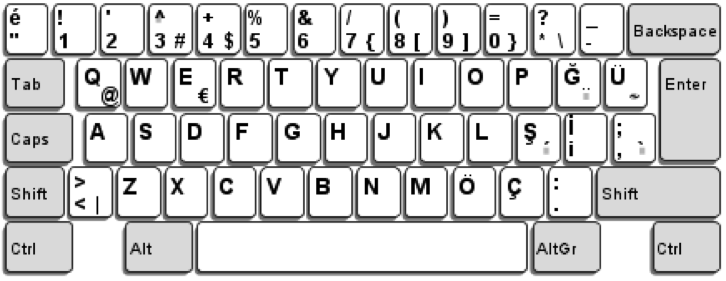 é " ! 1 ' 2 ^ 3 # + 4 $ % 5 & 6 / 7 { ( 8 [ ) 9 ] = 0 } ? * \ _ - Backspace
Tab Q @ W E € R T Y U I O P Ğ ¨ Ü ~ Enter
Caps A S D F G H J K L Ş ´ İ i ; , `
Shift > < | Z X C V B N M Ö Ç : . Shift
Ctrl Alt AltGr Ctrl